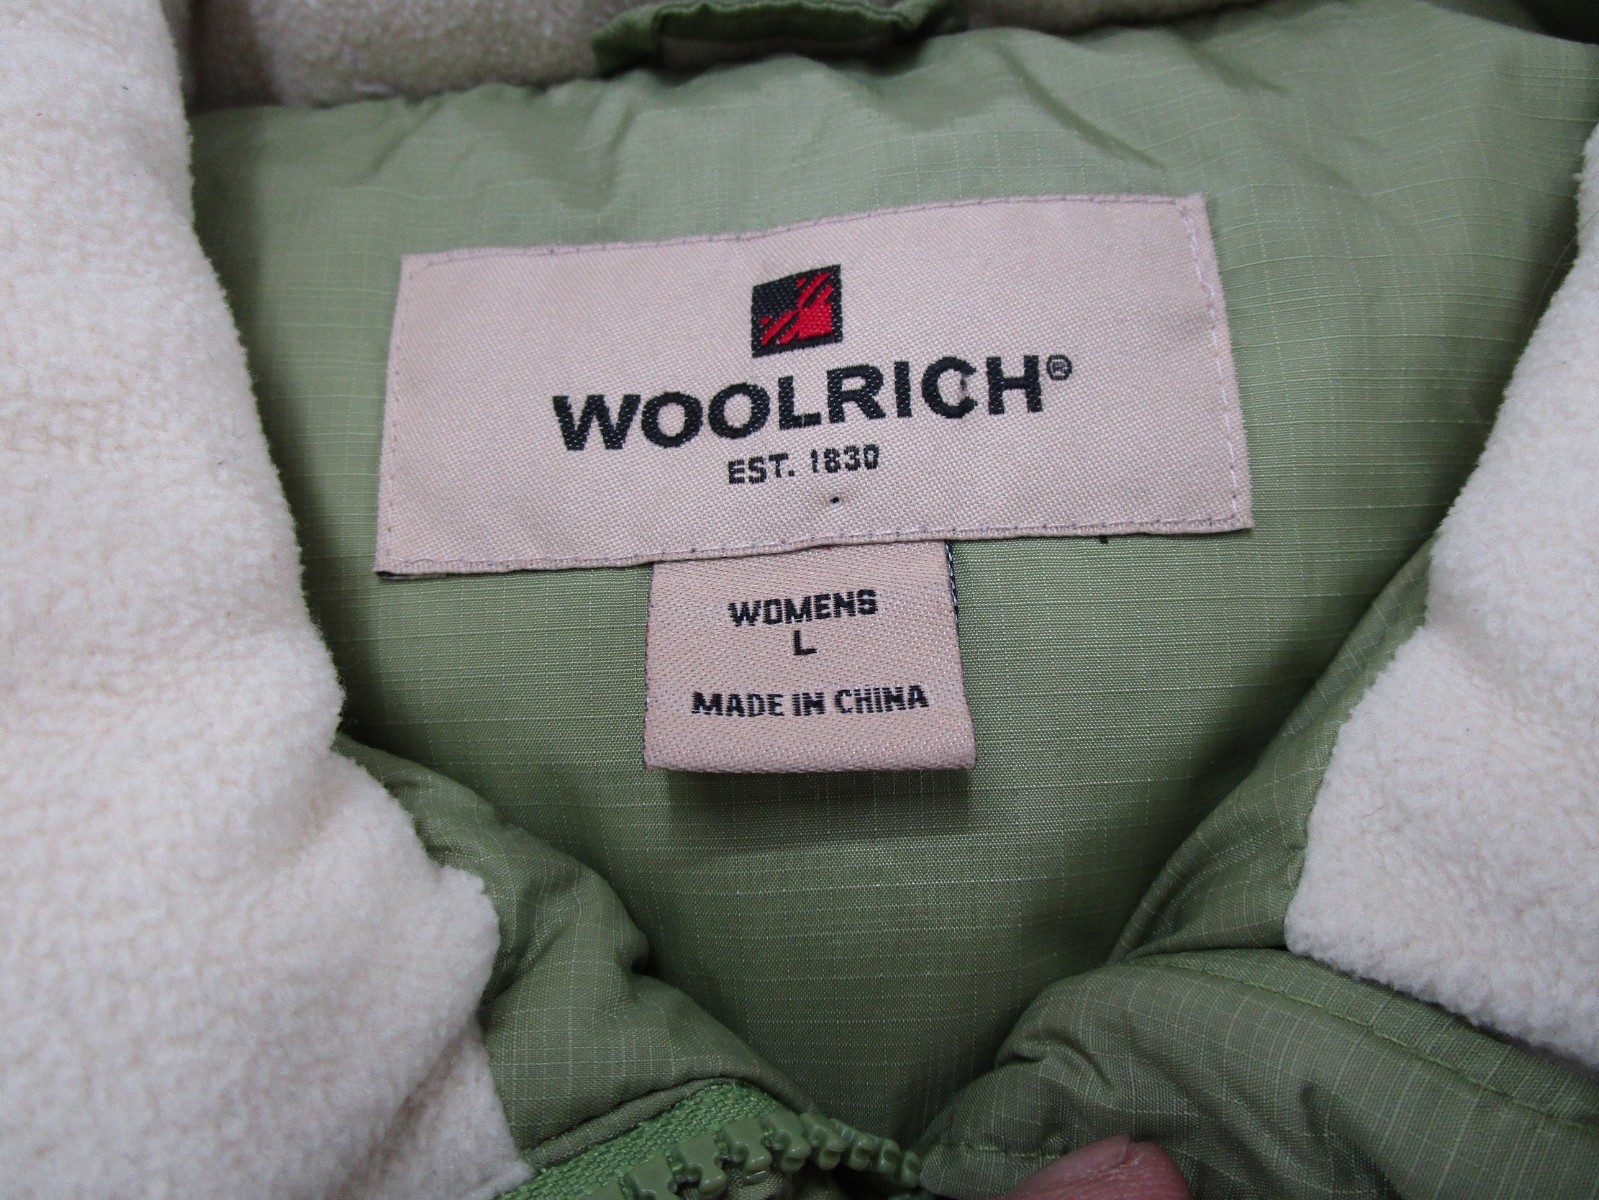 WOOLRICH®
EST. 1830
WOMENS
L
MADE IN CHINA